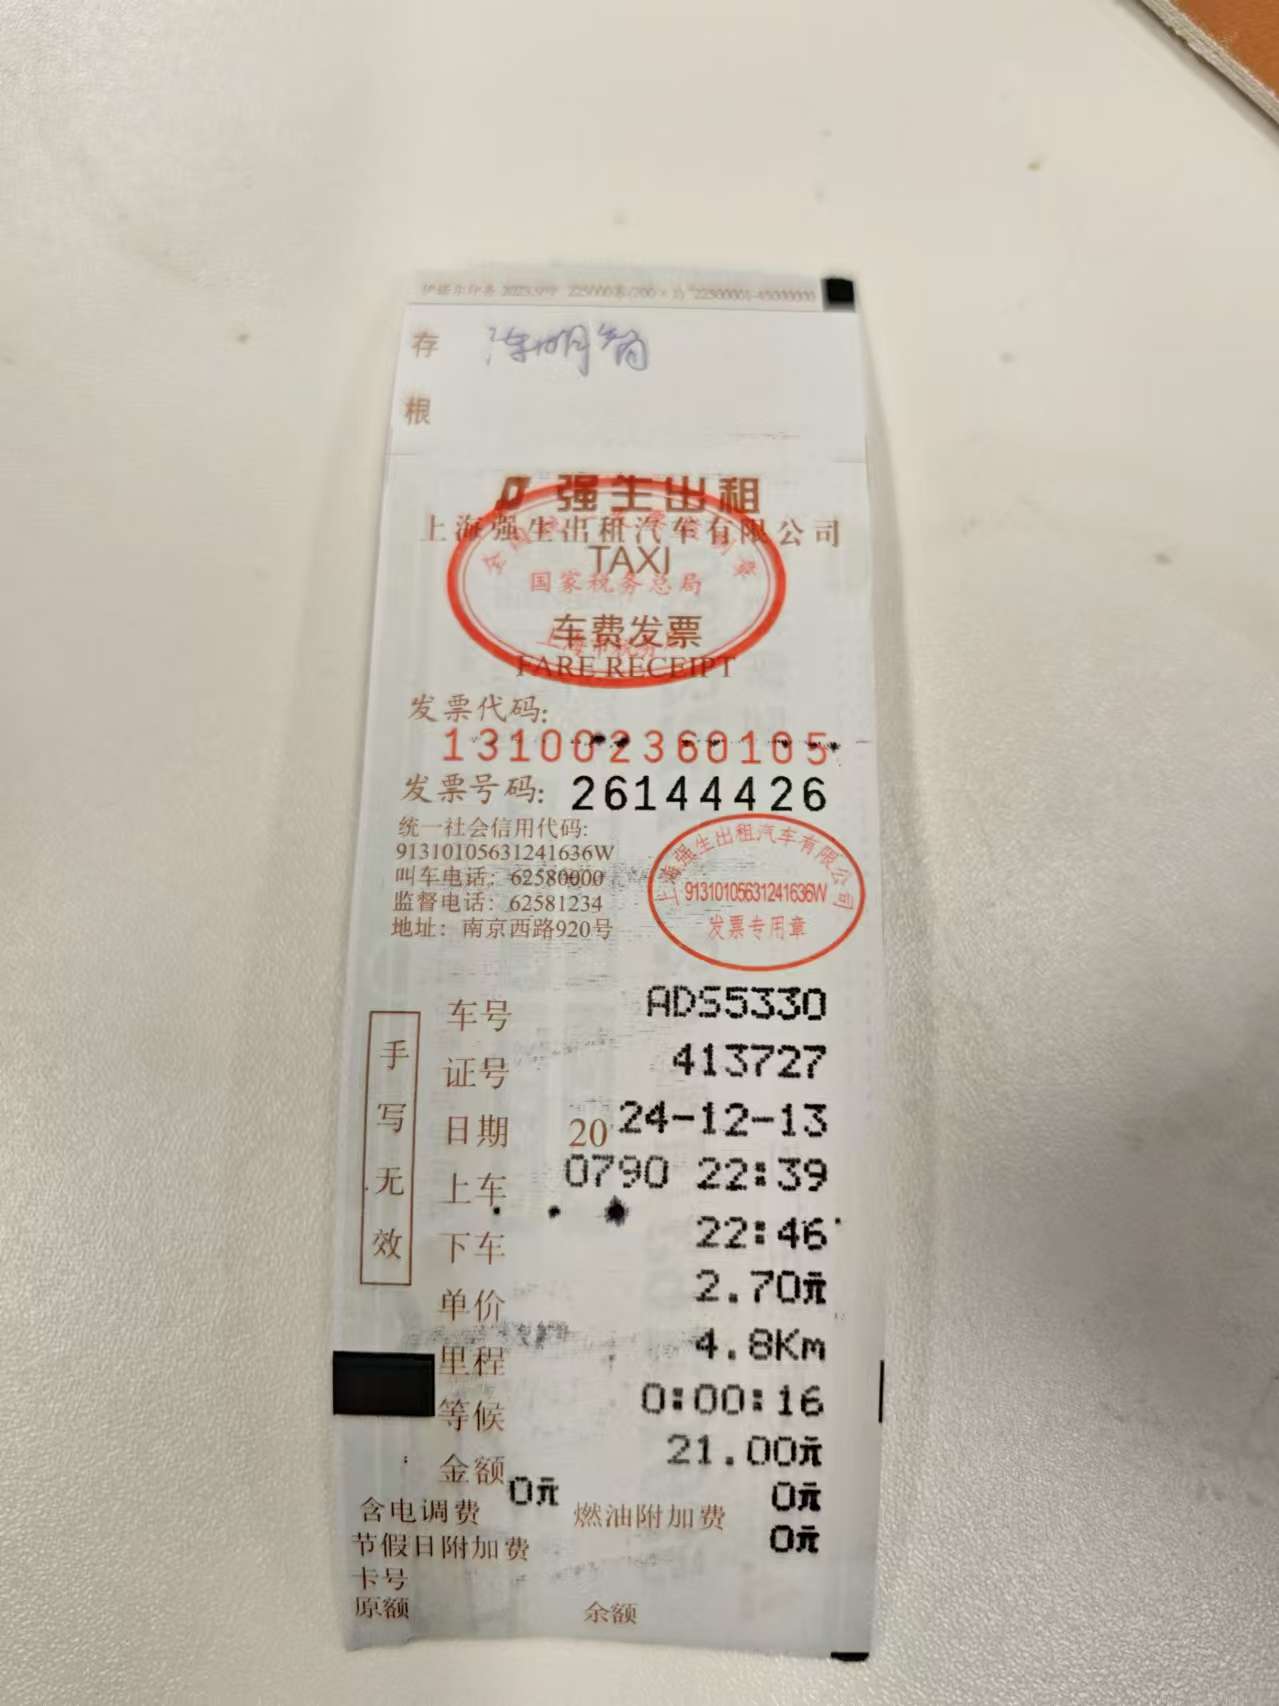 存
根
强生出租
上海强生出租汽车有限公司
TAXI
国家税务总局
车费发票
FARE RECEIPT
发票代码:
131002360105
发票号码: 26144426
统一社会信用代码:
91310105631241636W
叫车电话: 62580000
监督电话: 62581234
地址: 南京西路920号
上海强生出租汽车有限公司
91310105631241636W
发票专用章
手写无效
车号 ADS5330
证号 413727
日期 2024-12-13
上车 0790 22:39
下车 22:46
单价 2.70元
里程 4.8Km
等候 0:00:16
金额 21.00元
含电调费 0元 燃油附加费 0元
节假日附加费 0元
卡号
原额 余额